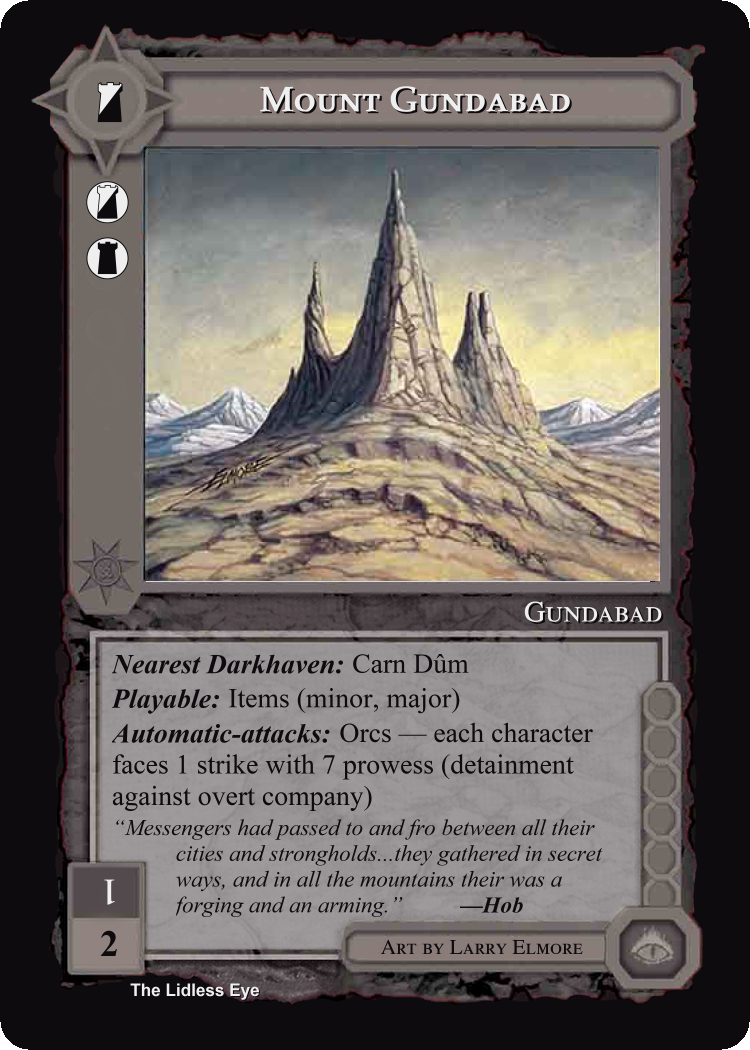 Mount Gundabad
ELMORE
Gundabad
Nearest Darkhaven: Carn Dûm
Playable: Items (minor, major)
Automatic-attacks: Orcs — each character
faces 1 strike with 7 prowess (detainment
against overt company)
“Messengers had passed to and fro between all their
cities and strongholds...they gathered in secret
ways, and in all the mountains their was a
forging and an arming.” —Hob
1
2
Art by Larry Elmore
The Lidless Eye